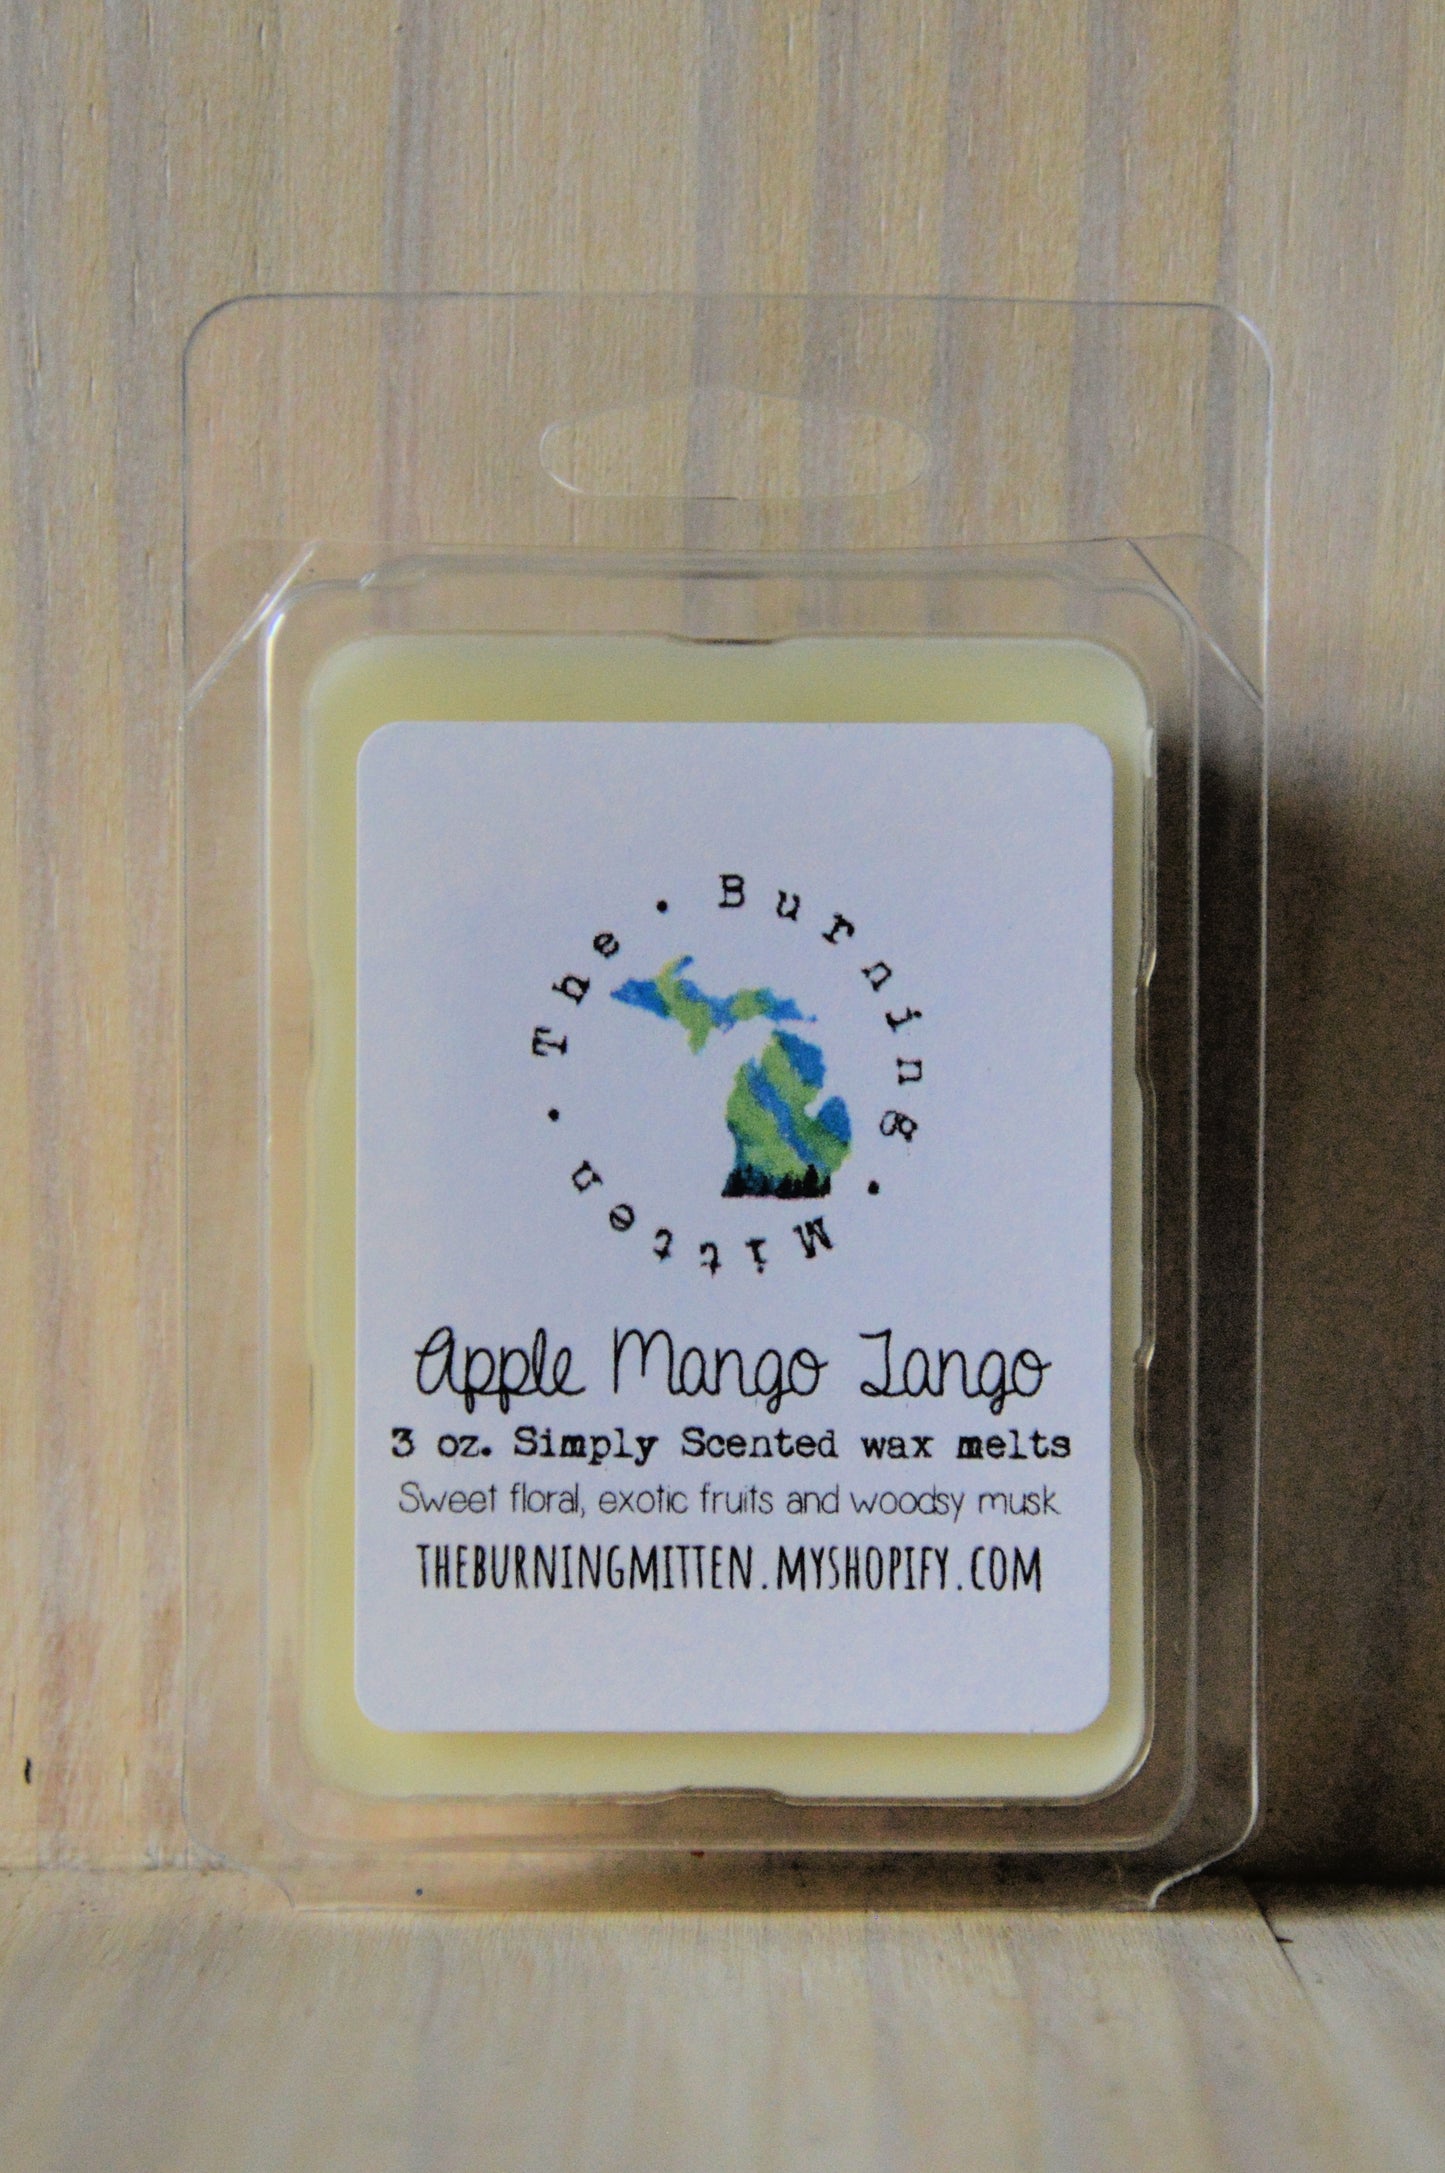 The . Burning . Mitten .
Apple Mango Tango
3 oz. Simply Scented wax melts
Sweet floral, exotic fruits and woodsy musk
THEBURNINGMITTEN.MYSHOPIFY.COM